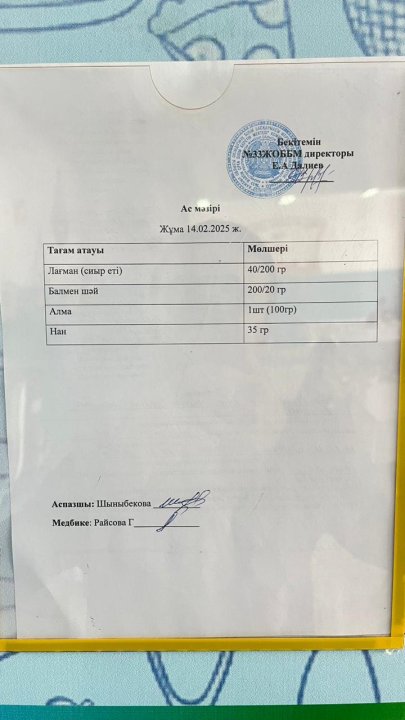 Бекітемін
№33ЖОББМ директоры
Е.А Далиев
Ас мәзірі
Жұма 14.02.2025 ж.
Тағам атауы Мөлшері
Лағман (сиыр еті) 40/200 гр
Балмен шәй 200/20 гр
Алма 1шт (100гр)
Нан 35 гр
Аспазшы: Шыныбекова
Медбике: Райсова Г